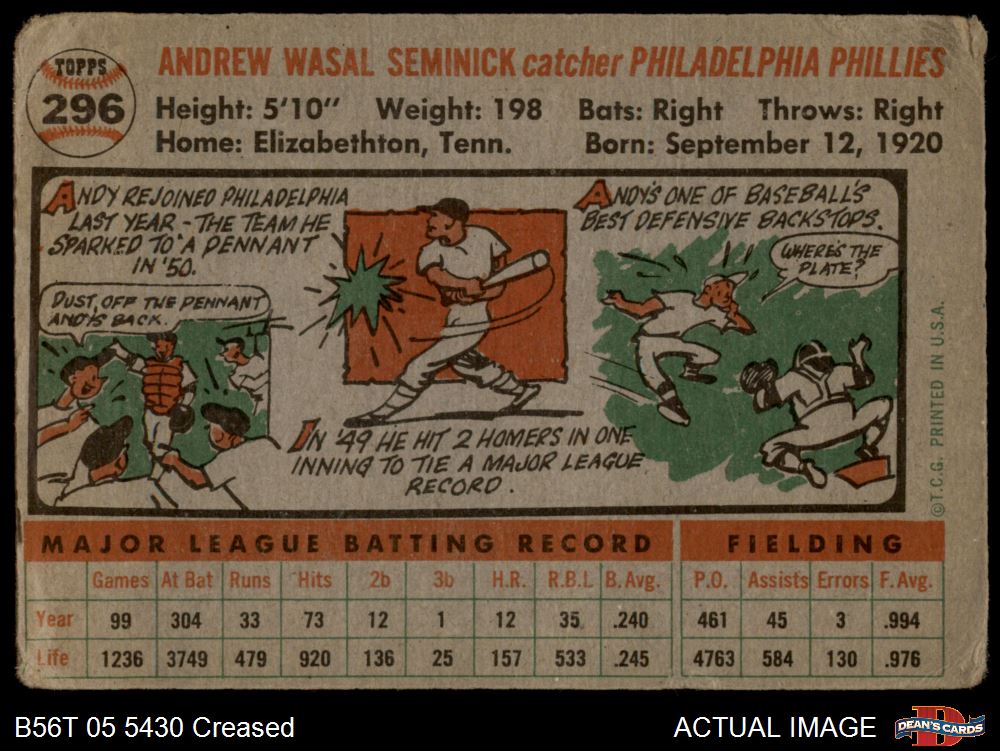 TOPPS
296
ANDREW WASAL SEMINICK catcher PHILADELPHIA PHILLIES
Height: 5'10" Weight: 198 Bats: Right Throws: Right
Home: Elizabethton, Tenn. Born: September 12, 1920
ANDY REJOINED PHILADELPHIA
LAST YEAR - THE TEAM HE
SPARKED TO A PENNANT
IN '50.
DUST OFF THE PENNANT
ANDY'S BACK.
IN '49 HE HIT 2 HOMERS IN ONE
INNING TO TIE A MAJOR LEAGUE
RECORD.
ANDY'S ONE OF BASEBALL'S
BEST DEFENSIVE BACKSTOPS.
WHERE'S THE
PLATE?
©T.C.G. PRINTED IN U.S.A.
MAJOR LEAGUE BATTING RECORD FIELDING
Games At Bat Runs Hits 2b 3b H.R. R.B.I. B. Avg. P.O. Assists Errors F. Avg.
Year 99 304 33 73 12 1 12 35 .240 461 45 3 .994
Life 1236 3749 479 920 136 25 157 533 .245 4763 584 130 .976
B56T 05 5430 Creased ACTUAL IMAGE DEAN'S CARDS